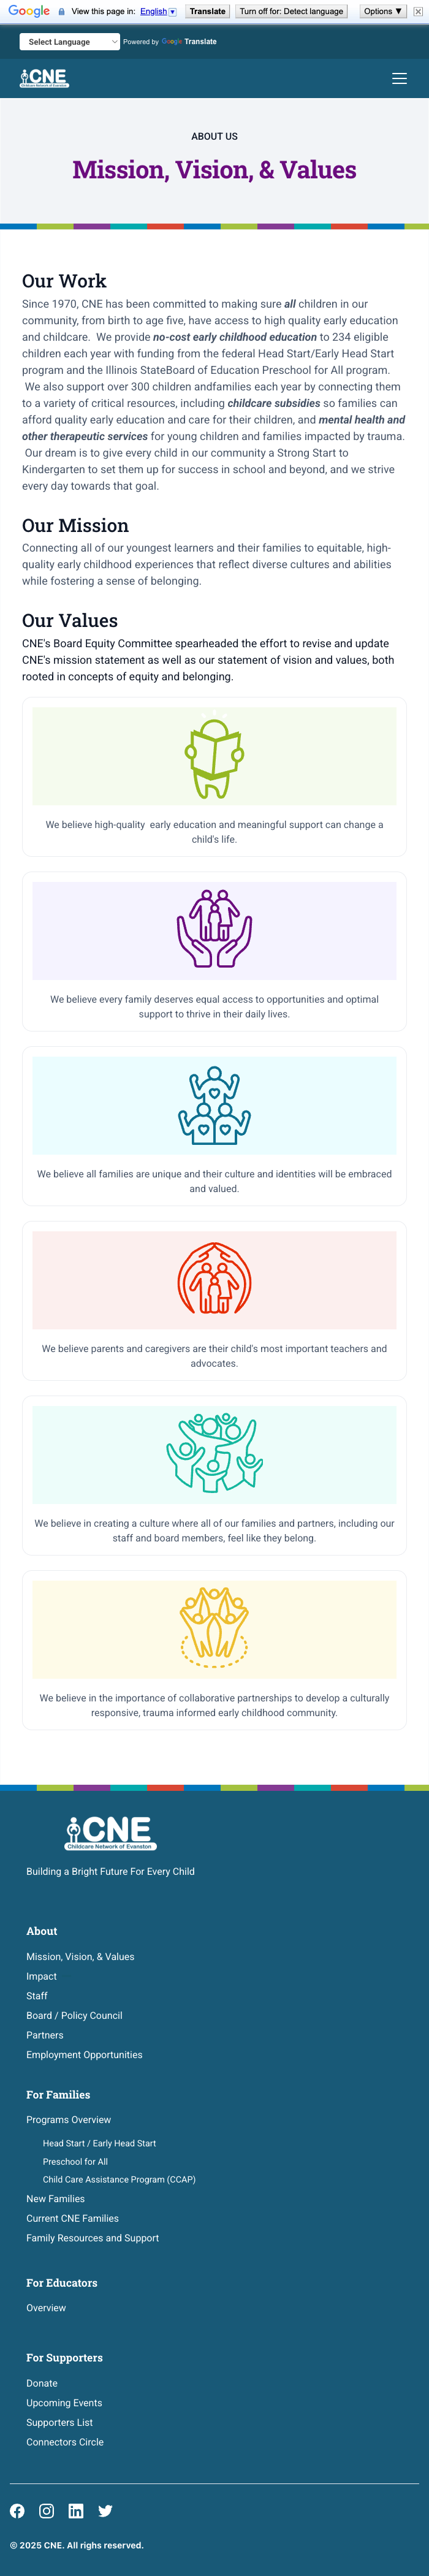 Google View this page in: English Translate Turn off for: Detect language Options ▼
Select Language Powered by Google Translate
CNE
Childcare Network of Evanston
ABOUT US
Mission, Vision, & Values
Our Work
Since 1970, CNE has been committed to making sure all children in our
community, from birth to age five, have access to high quality early education
and childcare.  We provide no-cost early childhood education to 234 eligible
children each year with funding from the federal Head Start/Early Head Start
program and the Illinois StateBoard of Education Preschool for All program.
We also support over 300 children andfamilies each year by connecting them
to a variety of critical resources, including childcare subsidies so families can
afford quality early education and care for their children, and mental health and
other therapeutic services for young children and families impacted by trauma.
Our dream is to give every child in our community a Strong Start to
Kindergarten to set them up for success in school and beyond, and we strive
every day towards that goal.
Our Mission
Connecting all of our youngest learners and their families to equitable, high-
quality early childhood experiences that reflect diverse cultures and abilities
while fostering a sense of belonging.
Our Values
CNE's Board Equity Committee spearheaded the effort to revise and update
CNE's mission statement as well as our statement of vision and values, both
rooted in concepts of equity and belonging.
We believe high-quality  early education and meaningful support can change a
child's life.
We believe every family deserves equal access to opportunities and optimal
support to thrive in their daily lives.
We believe all families are unique and their culture and identities will be embraced
and valued.
We believe parents and caregivers are their child's most important teachers and
advocates.
We believe in creating a culture where all of our families and partners, including our
staff and board members, feel like they belong.
We believe in the importance of collaborative partnerships to develop a culturally
responsive, trauma informed early childhood community.
CNE
Childcare Network of Evanston
Building a Bright Future For Every Child
About
Mission, Vision, & Values
Impact
Staff
Board / Policy Council
Partners
Employment Opportunities
For Families
Programs Overview
Head Start / Early Head Start
Preschool for All
Child Care Assistance Program (CCAP)
New Families
Current CNE Families
Family Resources and Support
For Educators
Overview
For Supporters
Donate
Upcoming Events
Supporters List
Connectors Circle
© 2025 CNE. All righs reserved.